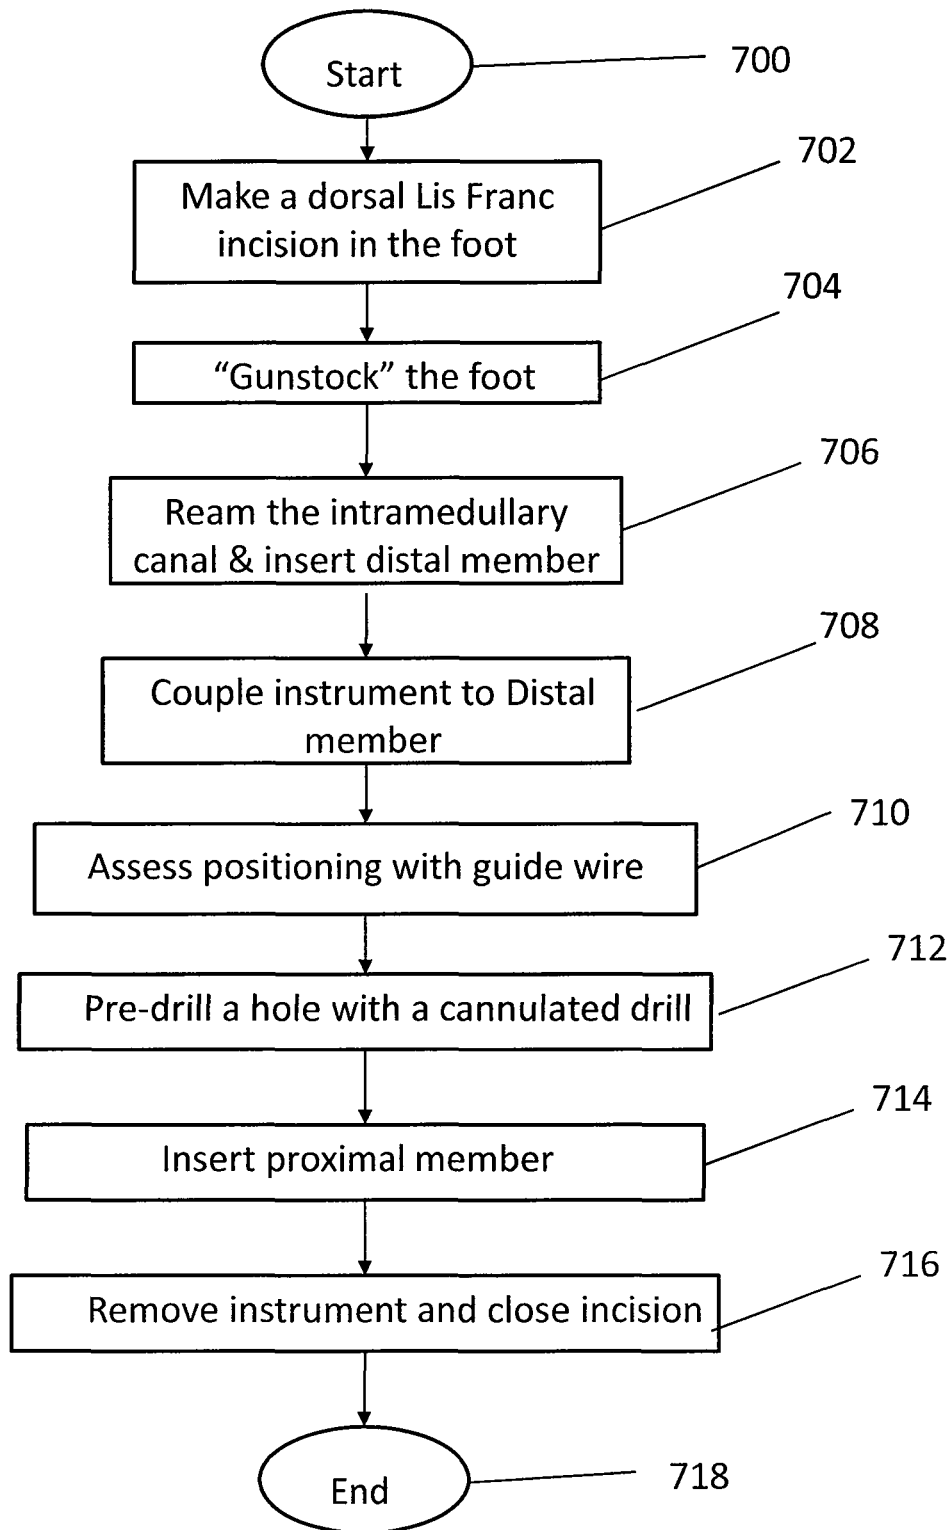 Start
700
Make a dorsal Lis Franc
incision in the foot
702
“Gunstock” the foot
704
Ream the intramedullary
canal & insert distal member
706
Couple instrument to Distal
member
708
Assess positioning with guide wire
710
Pre-drill a hole with a cannulated drill
712
Insert proximal member
714
Remove instrument and close incision
716
End
718